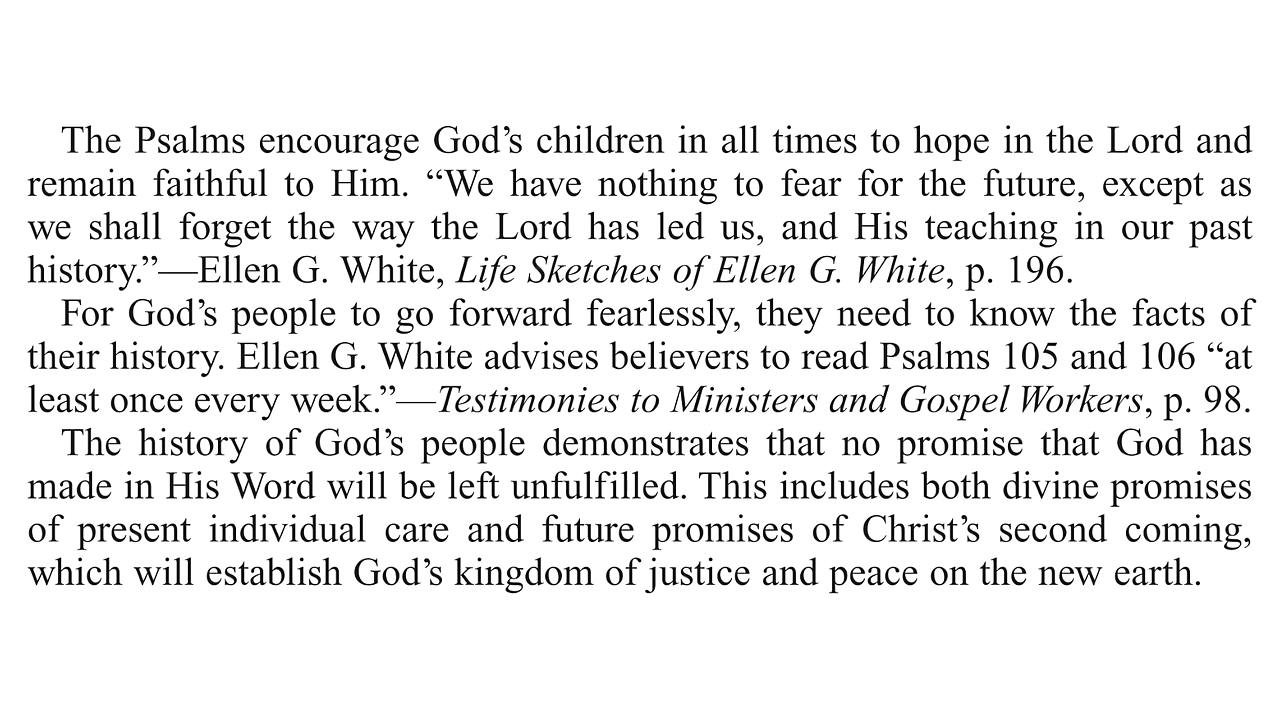 The Psalms encourage God’s children in all times to hope in the Lord and
remain faithful to Him. “We have nothing to fear for the future, except as
we shall forget the way the Lord has led us, and His teaching in our past
history.”—Ellen G. White, Life Sketches of Ellen G. White, p. 196.
For God’s people to go forward fearlessly, they need to know the facts of
their history. Ellen G. White advises believers to read Psalms 105 and 106 “at
least once every week.”—Testimonies to Ministers and Gospel Workers, p. 98.
The history of God’s people demonstrates that no promise that God has
made in His Word will be left unfulfilled. This includes both divine promises
of present individual care and future promises of Christ’s second coming,
which will establish God’s kingdom of justice and peace on the new earth.